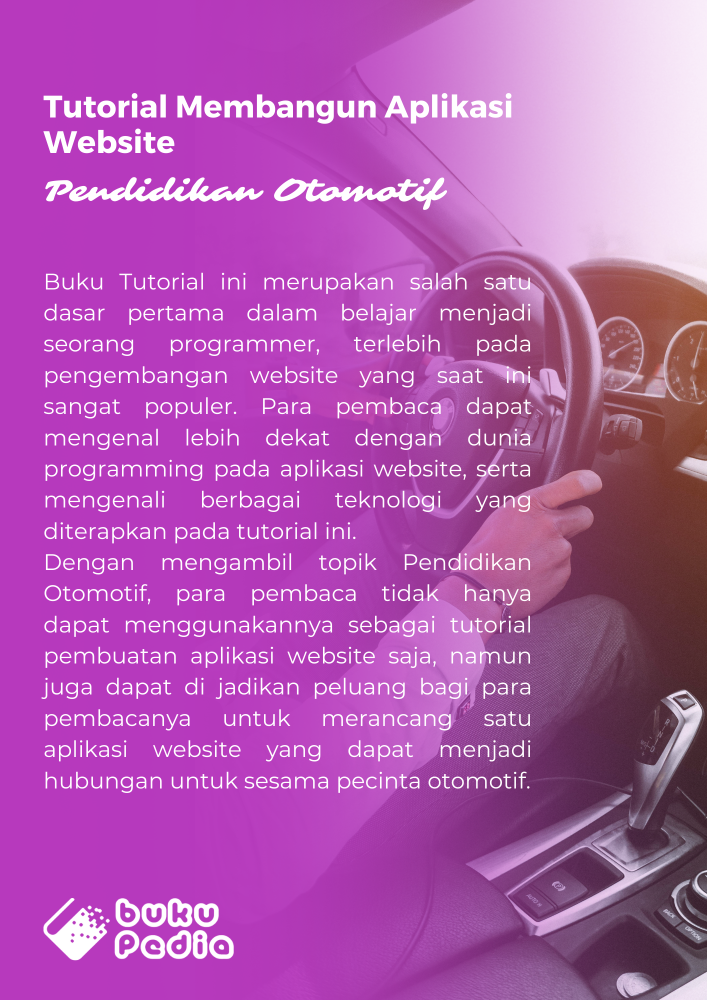 Tutorial Membangun Aplikasi
Website
Pendidikan Otomotif
Buku Tutorial ini merupakan salah satu
dasar pertama dalam belajar menjadi
seorang programmer, terlebih pada
pengembangan website yang saat ini
sangat populer. Para pembaca dapat
mengenal lebih dekat dengan dunia
programming pada aplikasi website, serta
mengenali berbagai teknologi yang
diterapkan pada tutorial ini.
Dengan mengambil topik Pendidikan
Otomotif, para pembaca tidak hanya
dapat menggunakannya sebagai tutorial
pembuatan aplikasi website saja, namun
juga dapat di jadikan peluang bagi para
pembacanya untuk merancang satu
aplikasi website yang dapat menjadi
hubungan untuk sesama pecinta otomotif.
P
R
N
D
AUTO H
BACK
OPTION
buku
Pedia